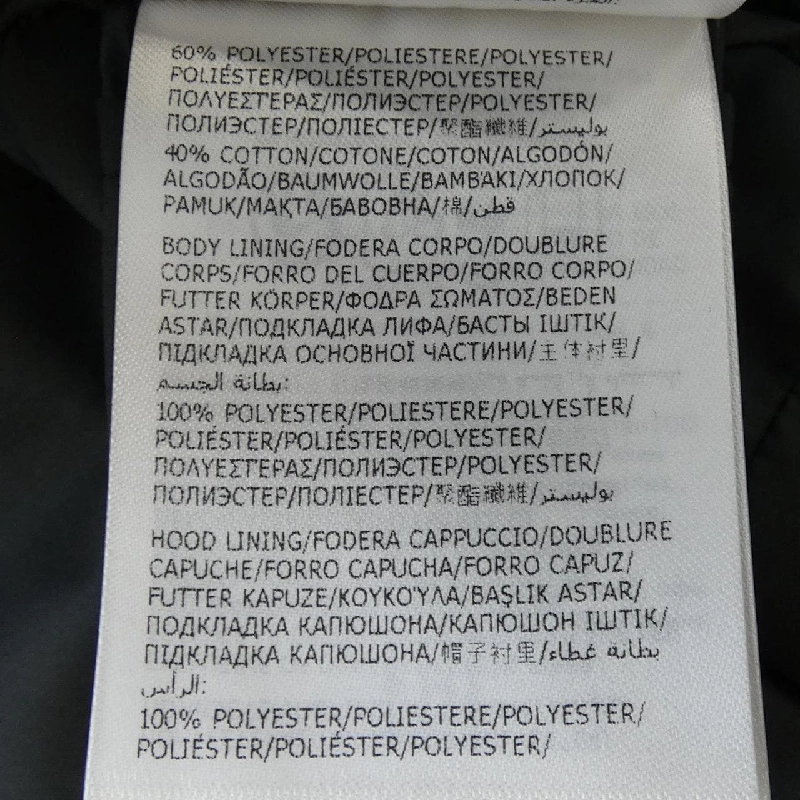 60% POLYESTER/POLIESTERE/POLYESTER/
POLIÉSTER/POLIÉSTER/POLYESTER/
ΠΟΛΥΕΣΤΕΡΑΣ/ПОЛИЭСТЕР/POLYESTER/
ПОЛИЭСТЕР/ПОЛІЕСТЕР/聚酯纖維/بوليستر
40% COTTON/COTONE/COTON/ALGODÓN/
ALGODÃO/BAUMWOLLE/BAMBAKI/ХЛОПОК/
PAMUK/МАҚТА/БАВОВНА/棉/قطن
BODY LINING/FODERA CORPO/DOUBLURE
CORPS/FORRO DEL CUERPO/FORRO CORPO/
FUTTER KÖRPER/ΦΟΔΡΑ ΣΩΜΑΤΟΣ/BEDEN
ASTAR/ПОДКЛАДКА ЛИФА/БАСТЫ ІШТІК/
ПІДКЛАДКА ОСНОВНОЇ ЧАСТИНИ/主体衬里/
بطانة الجسم:
100% POLYESTER/POLIESTERE/POLYESTER/
POLIÉSTER/POLIÉSTER/POLYESTER/
ΠΟΛΥΕΣΤΕΡΑΣ/ПОЛИЭСТЕР/POLYESTER/
ПОЛИЭСТЕР/ПОЛІЕСТЕР/聚酯纖維/بوليستر
HOOD LINING/FODERA CAPPUCCIO/DOUBLURE
CAPUCHE/FORRO CAPUCHA/FORRO CAPUZ/
FUTTER KAPUZE/ΚΟΥΚΟΎΛΑ/BAŞLIK ASTAR/
ПОДКЛАДКА КАПЮШОНА/КАПЮШОН ІШТІК/
ПІДКЛАДКА КАПЮШОНА/帽子衬里/بطانة غطاء
الرأس:
100% POLYESTER/POLIESTERE/POLYESTER/
POLIÉSTER/POLIÉSTER/POLYESTER/